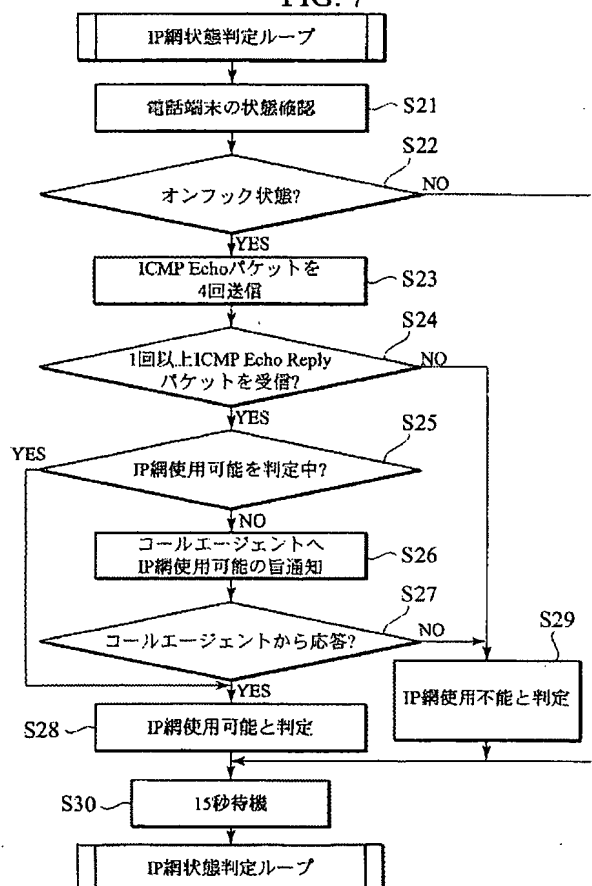 FIG. 7
IP網状態判定ループ
電話端末の状態確認
S21
S22
オンフック状態?
NO
YES
ICMP Echoパケットを
4回送信
S23
S24
1回以上ICMP Echo Reply
パケットを受信?
NO
YES
S25
YES
IP網使用可能を判定中?
NO
コールエージェントへ
IP網使用可能の旨通知
S26
S27
コールエージェントから応答?
NO
S29
YES
IP網使用不能と判定
S28
IP網使用可能と判定
S30
15秒待機
IP網状態判定ループ